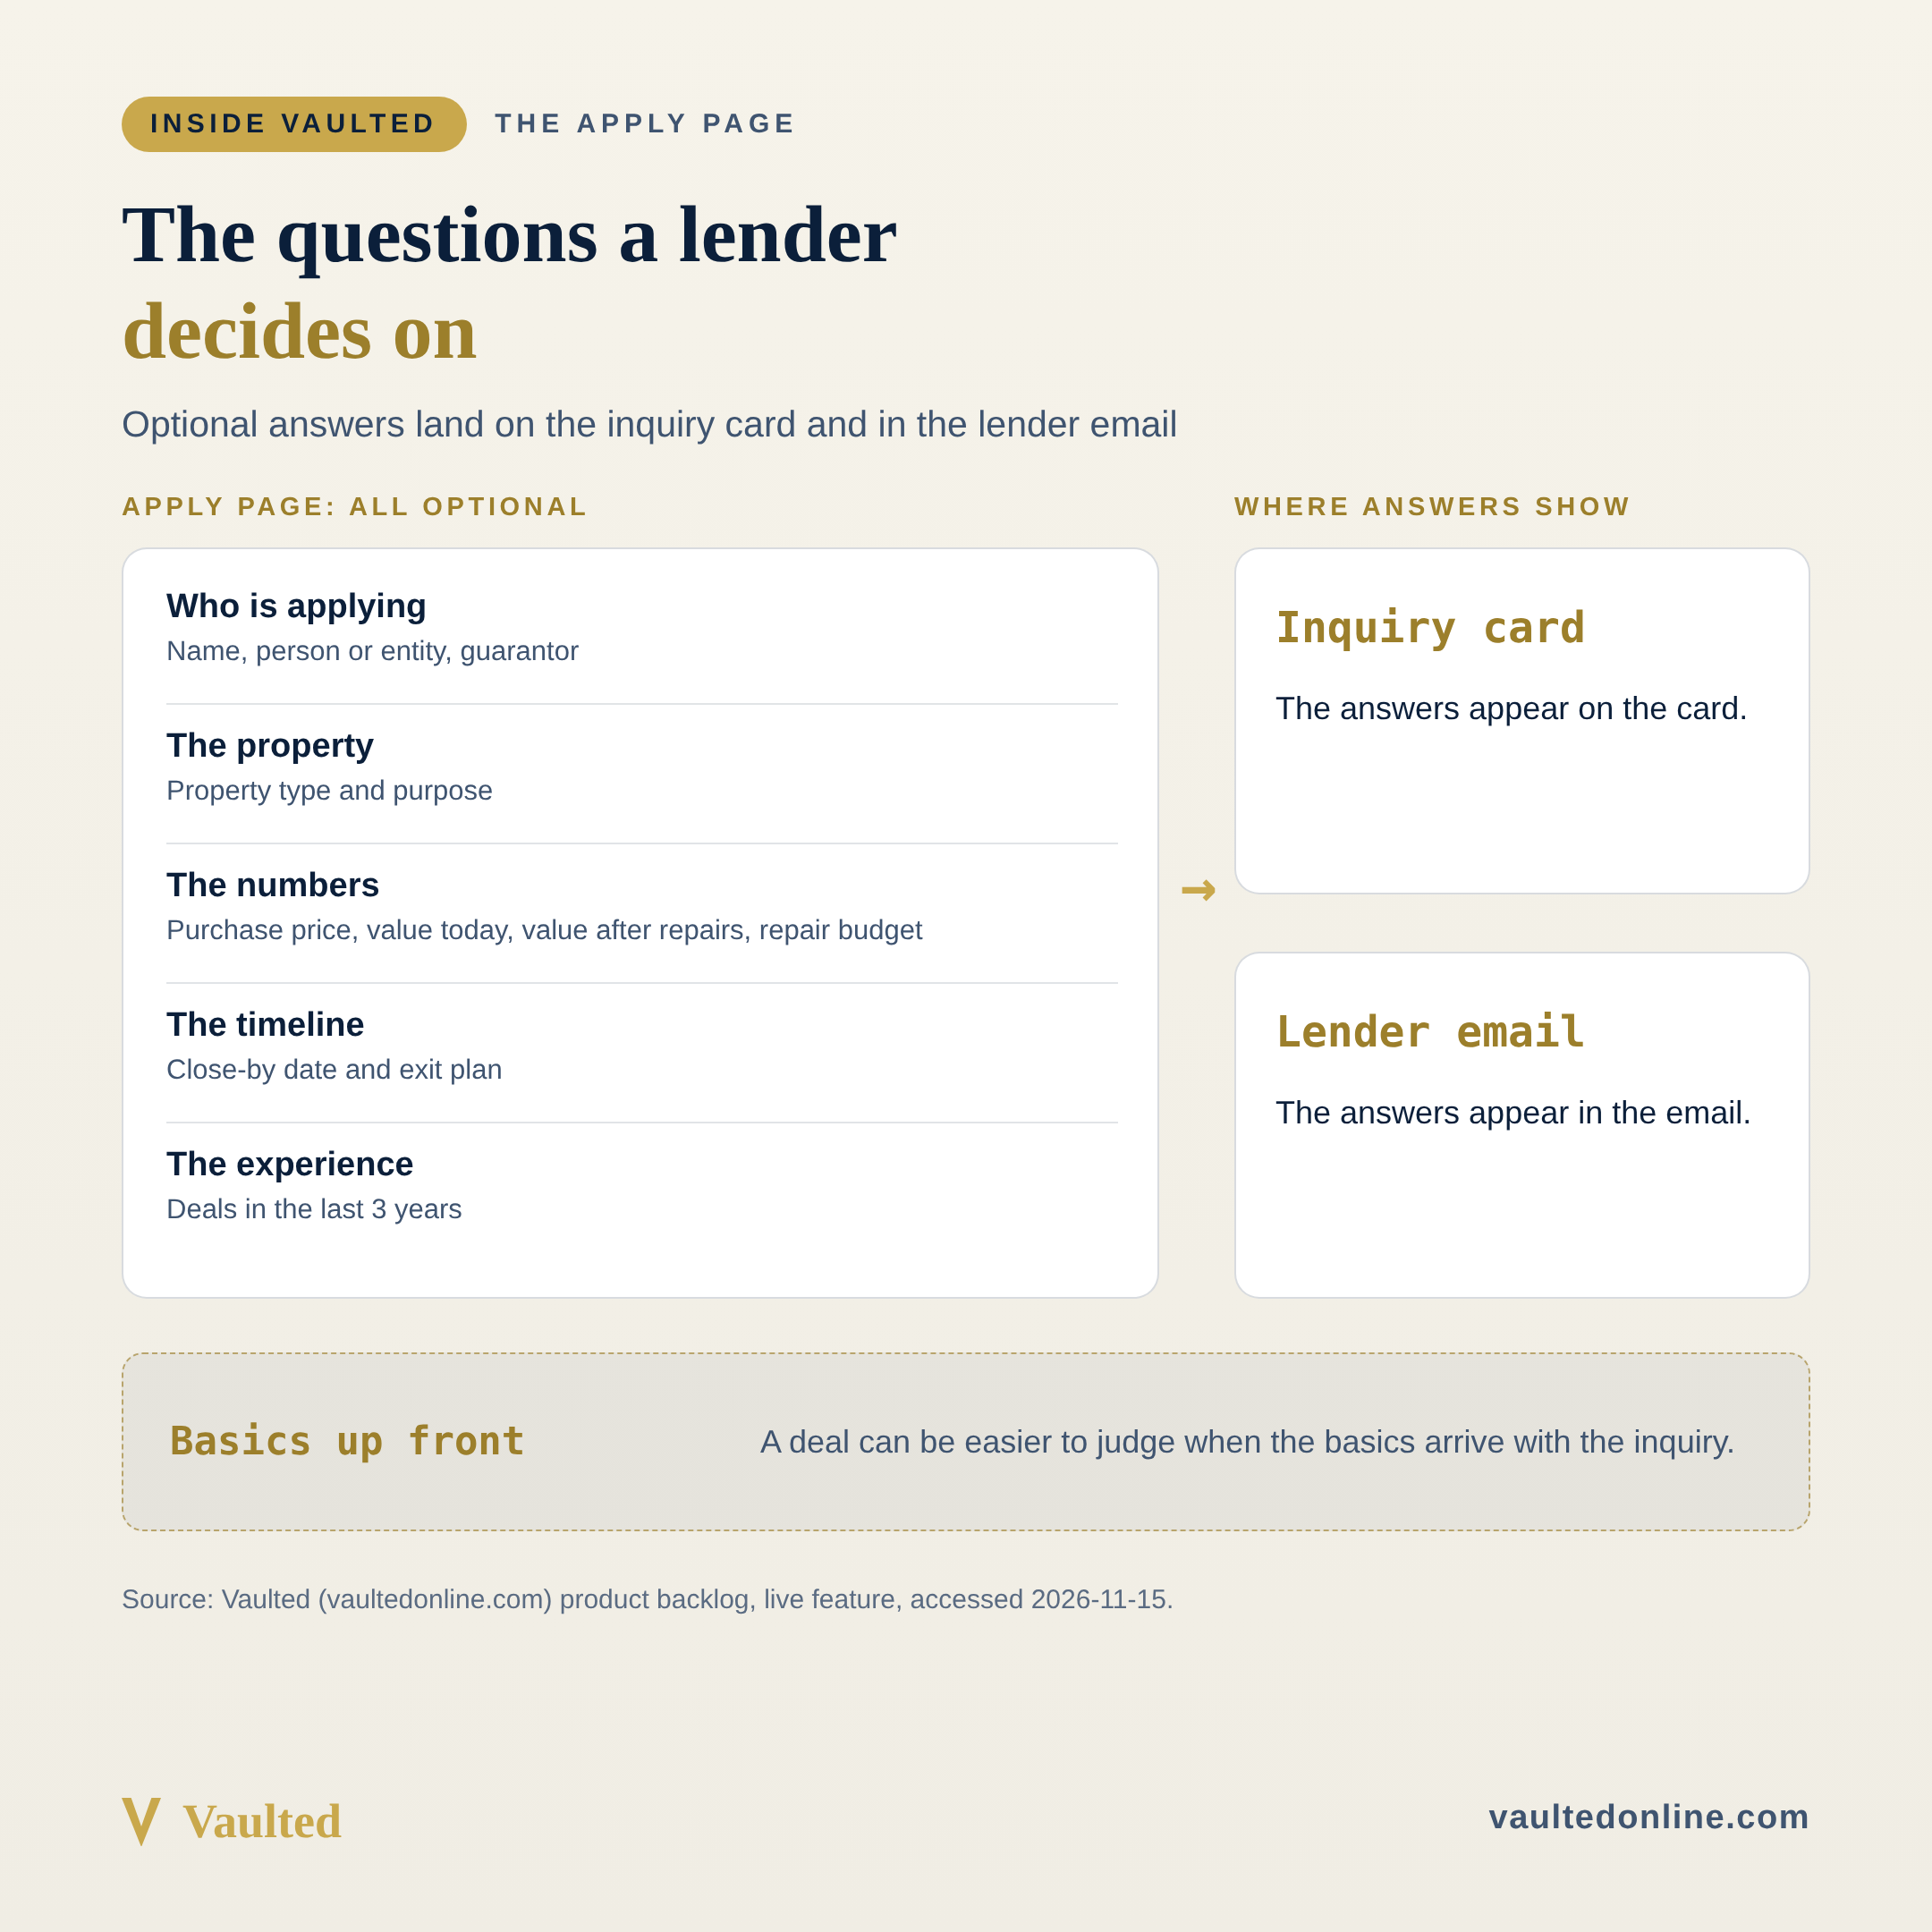 INSIDE VAULTED THE APPLY PAGE
The questions a lender
decides on
Optional answers land on the inquiry card and in the lender email
APPLY PAGE: ALL OPTIONAL
Who is applying
Name, person or entity, guarantor
The property
Property type and purpose
The numbers
Purchase price, value today, value after repairs, repair budget
The timeline
Close-by date and exit plan
The experience
Deals in the last 3 years
→
WHERE ANSWERS SHOW
Inquiry card
The answers appear on the card.
Lender email
The answers appear in the email.
Basics up front
A deal can be easier to judge when the basics arrive with the inquiry.
Source: Vaulted (vaultedonline.com) product backlog, live feature, accessed 2026-11-15.
V Vaulted
vaultedonline.com